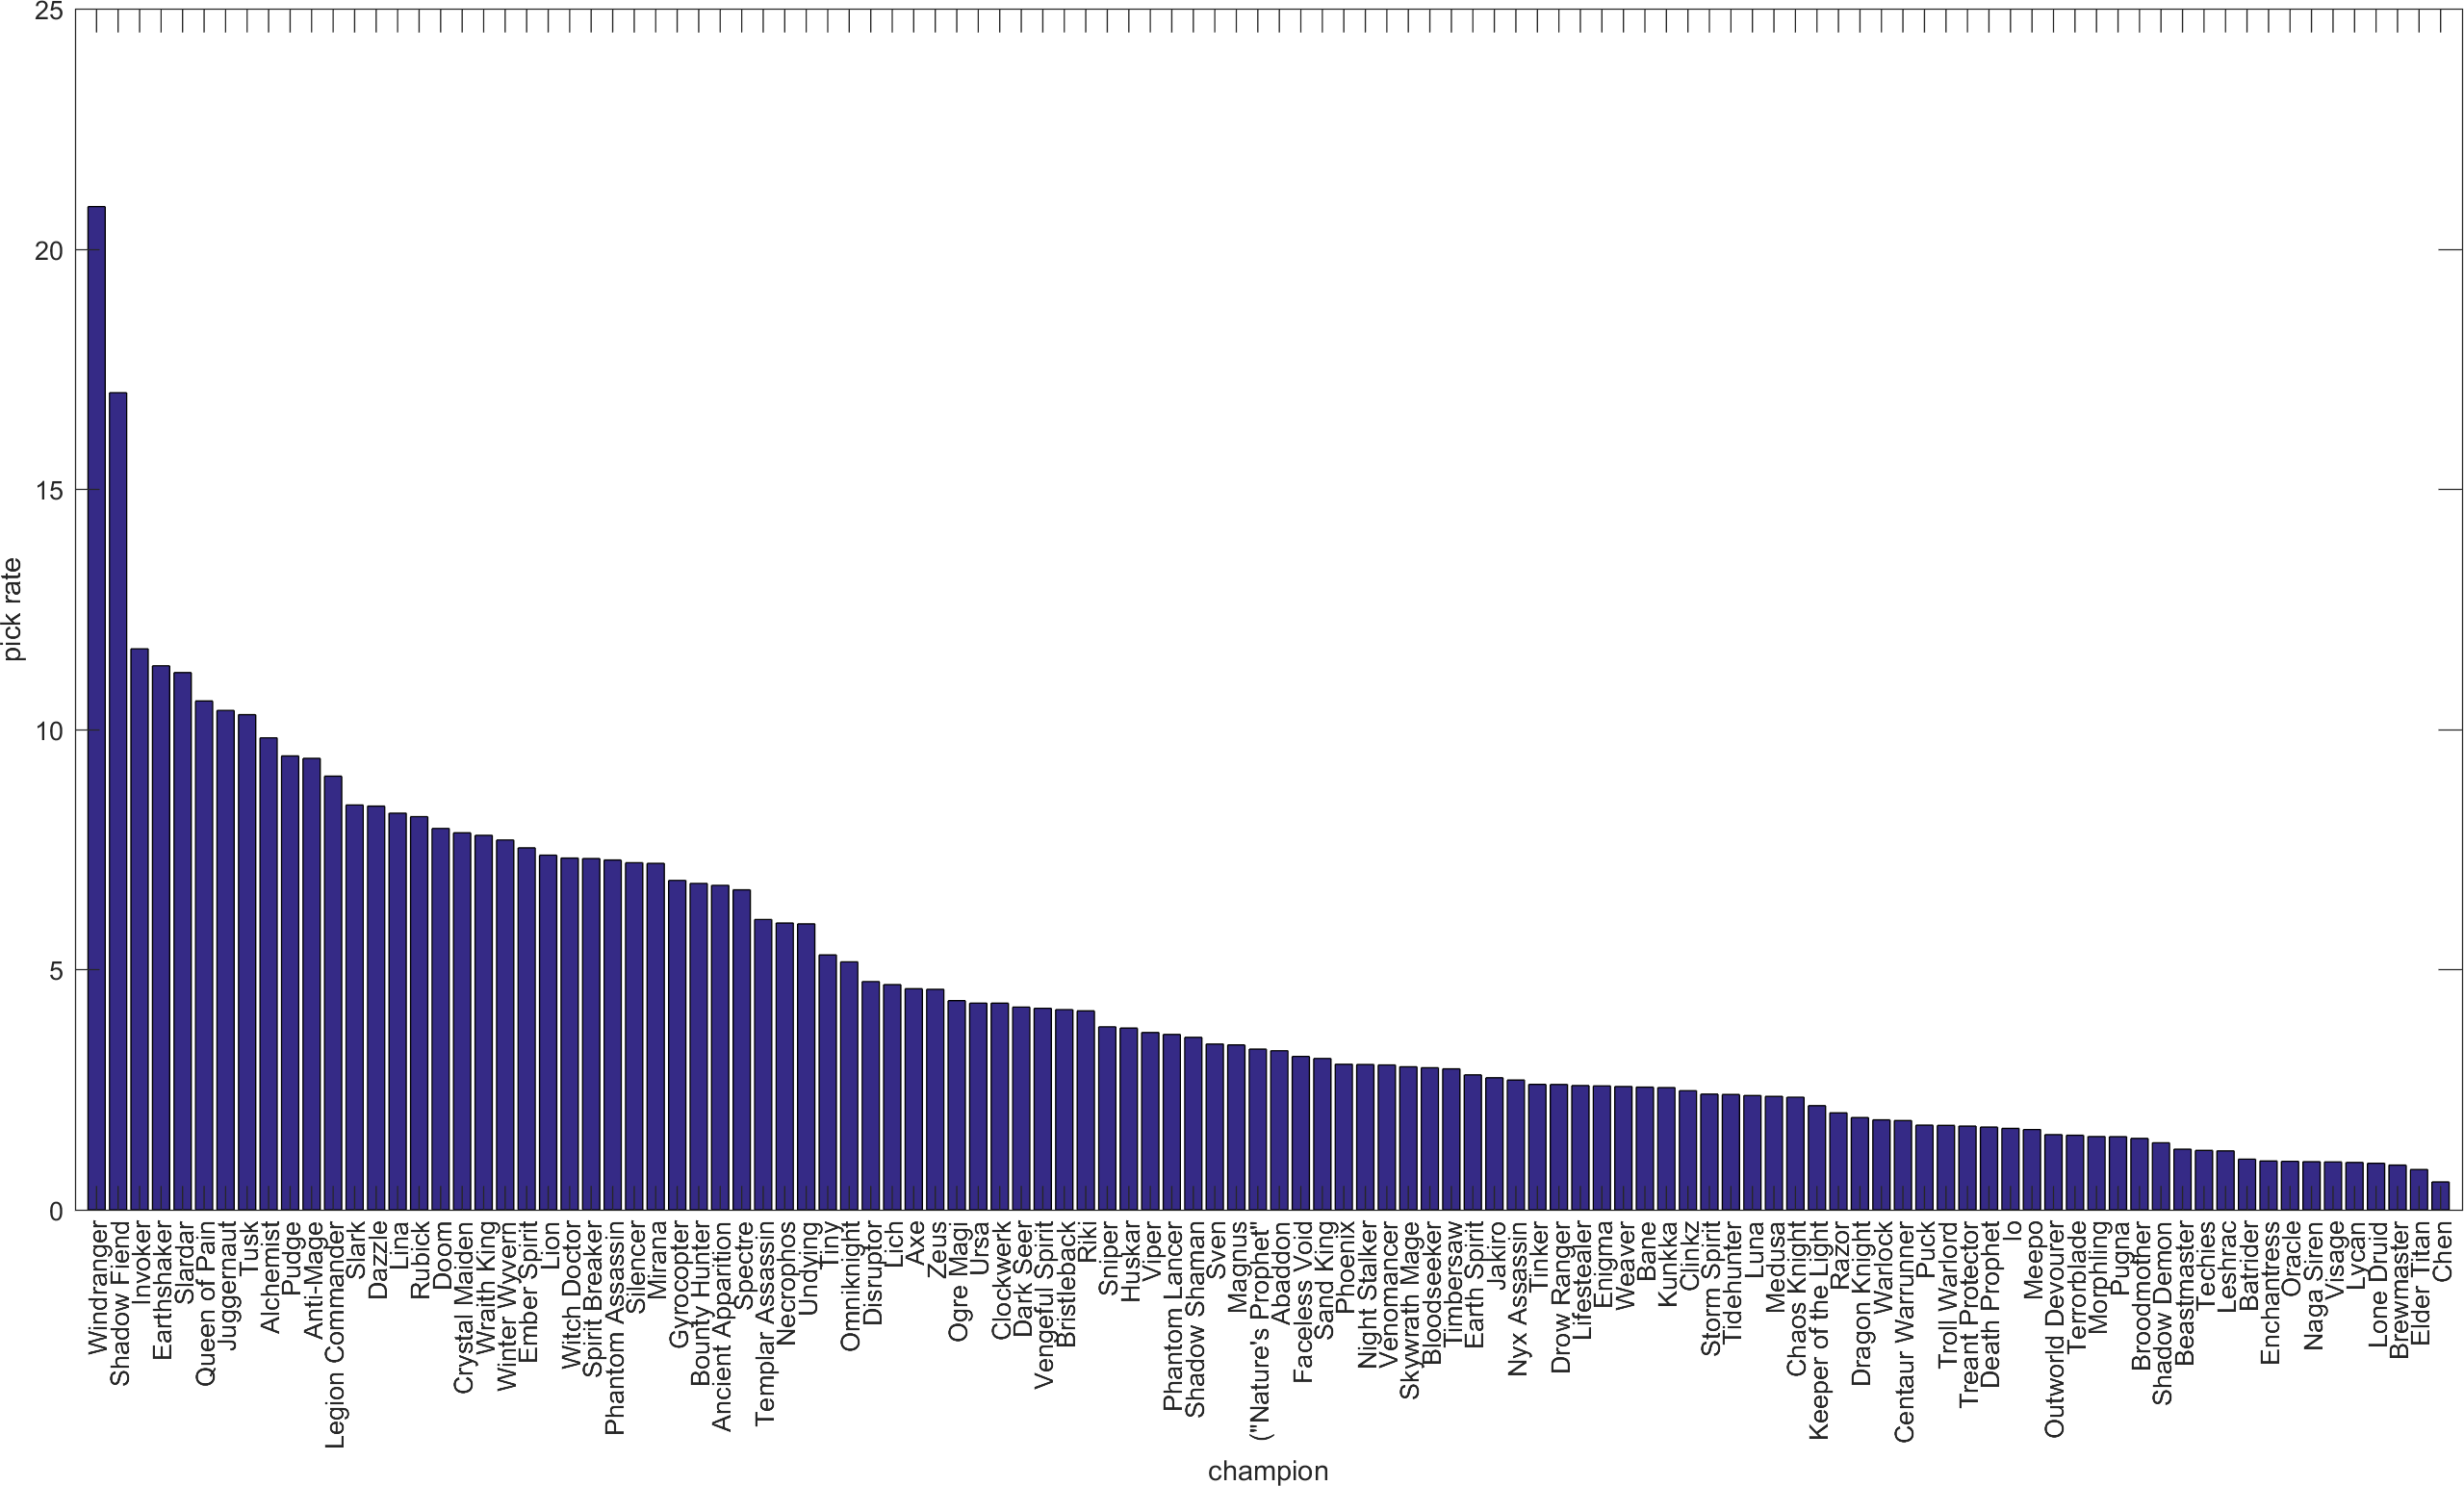 25
20
15
10
5
0
pick rate
Windranger
Shadow Fiend
Invoker
Earthshaker
Slardar
Queen of Pain
Juggernaut
Tusk
Alchemist
Pudge
Anti-Mage
Legion Commander
Slark
Dazzle
Lina
Rubick
Doom
Crystal Maiden
Wraith King
Winter Wyvern
Ember Spirit
Lion
Witch Doctor
Spirit Breaker
Phantom Assassin
Silencer
Mirana
Gyrocopter
Bounty Hunter
Ancient Apparition
Spectre
Templar Assassin
Necrophos
Undying
Tiny
Omniknight
Disruptor
Lich
Axe
Zeus
Ogre Magi
Ursa
Clockwerk
Dark Seer
Vengeful Spirit
Bristleback
Riki
Sniper
Huskar
Viper
Phantom Lancer
Shadow Shaman
Sven
Magnus
(""Nature's Prophet"
Abaddon
Faceless Void
Sand King
Phoenix
Night Stalker
Venomancer
Skywrath Mage
Bloodseeker
Timbersaw
Earth Spirit
Jakiro
Nyx Assassin
Tinker
Drow Ranger
Lifestealer
Enigma
Weaver
Bane
Kunkka
Clinkz
Storm Spirit
Tidehunter
Luna
Medusa
Chaos Knight
Keeper of the Light
Razor
Dragon Knight
Warlock
Centaur Warrunner
Puck
Troll Warlord
Treant Protector
Death Prophet
Io
Meepo
Outworld Devourer
Terrorblade
Morphling
Pugna
Broodmother
Shadow Demon
Beastmaster
Techies
Leshrac
Batrider
Enchantress
Oracle
Naga Siren
Visage
Lycan
Lone Druid
Brewmaster
Elder Titan
Chen
champion